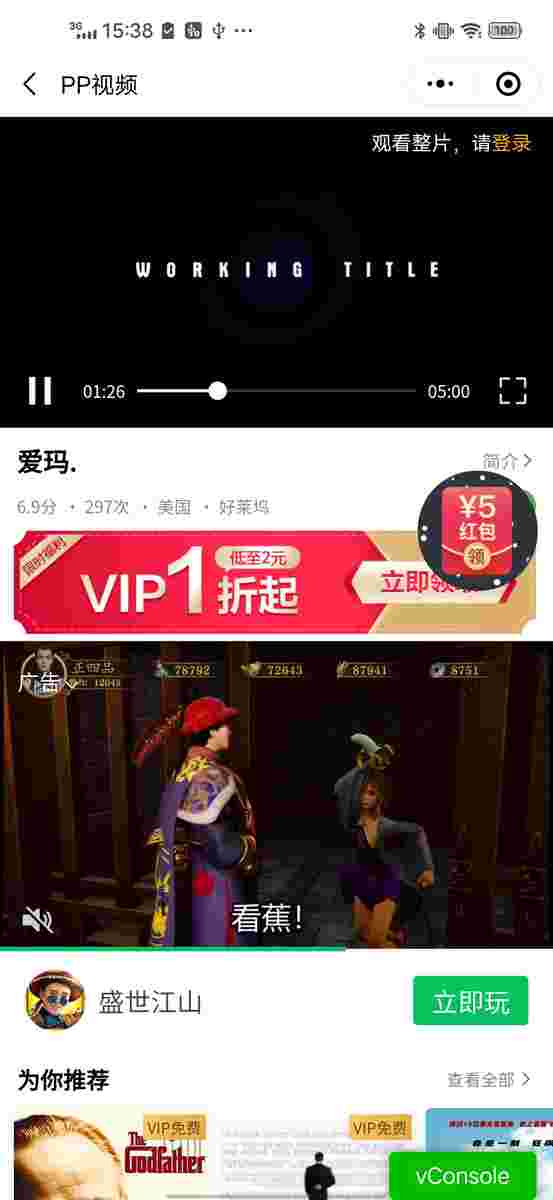 3G
15:38
100
PP视频
观看整片，请登录
WORKING TITLE
01:26
05:00
爱玛.
简介
6.9分 · 297次 · 美国 · 好莱坞
¥5
红包
领
限时福利
VIP1折起
低至2元
立即领
正四品
78792
72643
87941
8751
广告
12643
看蕉！
盛世江山
立即玩
为你推荐
查看全部
VIP免费
The
Godfather
VIP免费
vConsole